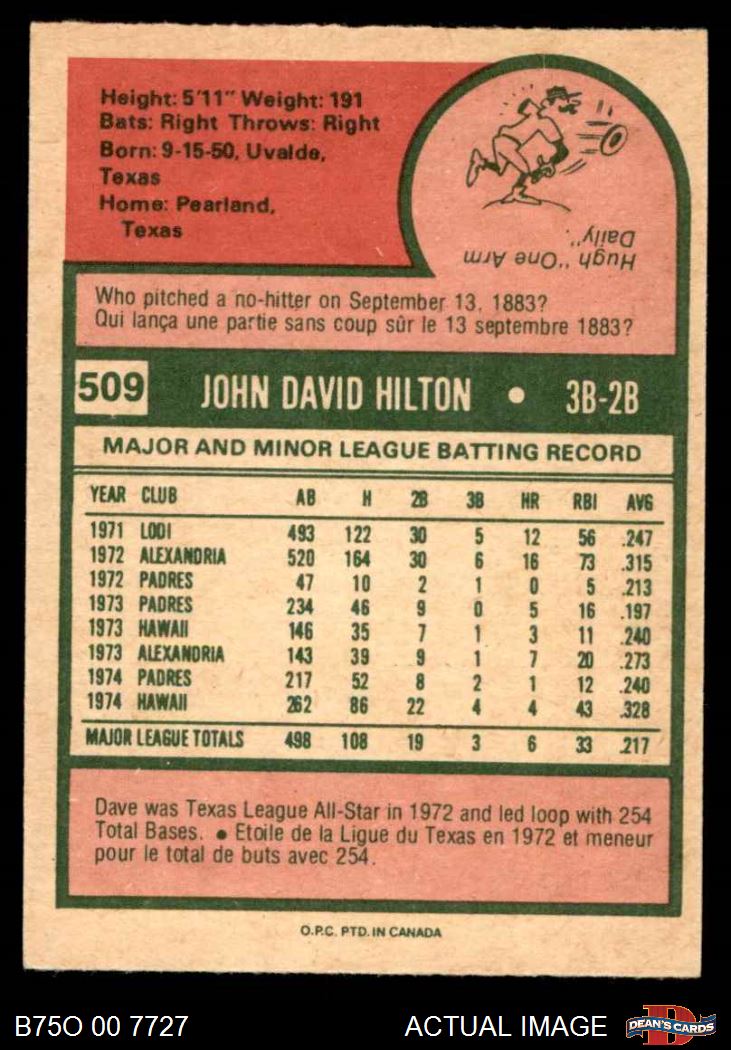 Height: 5'11" Weight: 191
Bats: Right Throws: Right
Born: 9-15-50, Uvalde,
Texas
Home: Pearland,
Texas
Hugh "One Arm
Daily".
Who pitched a no-hitter on September 13, 1883?
Qui lança une partie sans coup sûr le 13 septembre 1883?
509 JOHN DAVID HILTON • 3B-2B
MAJOR AND MINOR LEAGUE BATTING RECORD
YEAR CLUB AB H 2B 3B HR RBI AVG
1971 LODI 493 122 30 5 12 56 .247
1972 ALEXANDRIA 520 164 30 6 16 73 .315
1972 PADRES 47 10 2 1 0 5 .213
1973 PADRES 234 46 9 0 5 16 .197
1973 HAWAII 146 35 7 1 3 11 .240
1973 ALEXANDRIA 143 39 9 1 7 20 .273
1974 PADRES 217 52 8 2 1 12 .240
1974 HAWAII 262 86 22 4 4 43 .328
MAJOR LEAGUE TOTALS 498 108 19 3 6 33 .217
Dave was Texas League All-Star in 1972 and led loop with 254
Total Bases. • Etoile de la Ligue du Texas en 1972 et meneur
pour le total de buts avec 254.
O.P.C. PTD. IN CANADA
B75O 00 7727 ACTUAL IMAGE DEAN'S CARDS